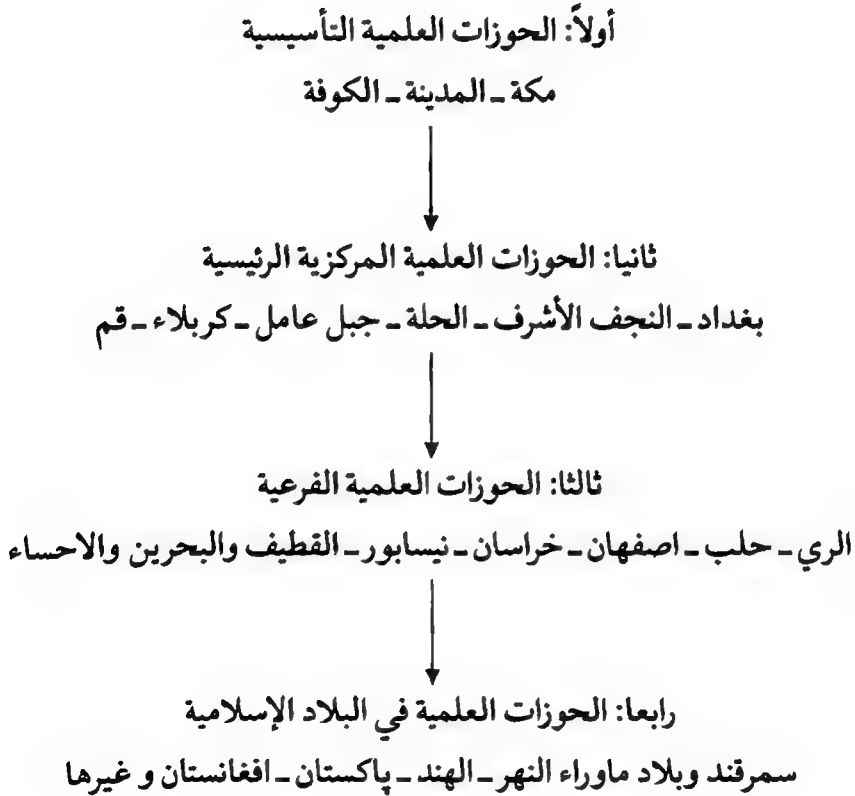 أولاً: الحوزات العلمية التأسيسية
مكة ـ المدينة ـ الكوفة
ثانيا: الحوزات العلمية المركزية الرئيسية
بغداد ـ النجف الأشرف ـ الحلة ـ جبل عامل ـ كربلاء ـ قم
ثالثا: الحوزات العلمية الفرعية
الري ـ حلب ـ اصفهان ـ خراسان ـ نيسابور ـ القطيف والبحرين والاحساء
رابعا: الحوزات العلمية في البلاد الإسلامية
سمرقند وبلاد ماوراء النهر ـ الهند ـ پاكستان ـ افغانستان و غيرها